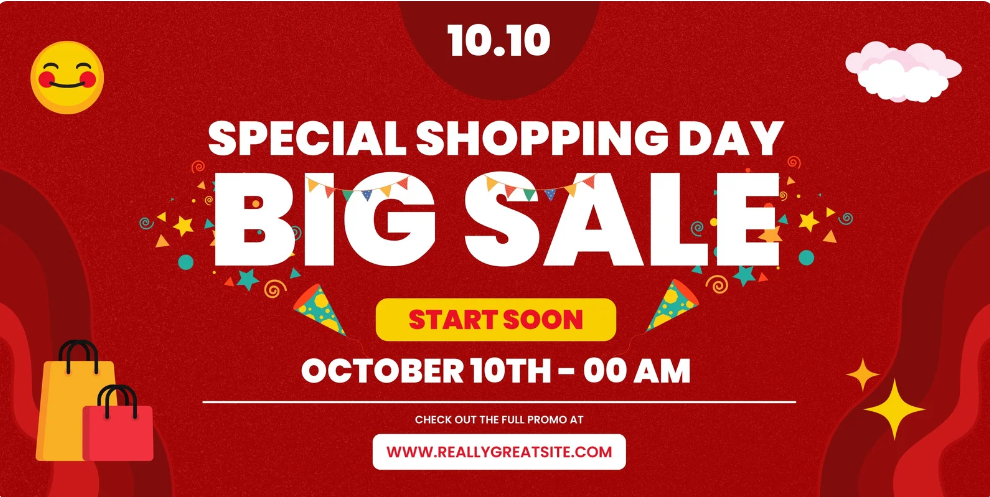 10.10
SPECIAL SHOPPING DAY
BIG SALE
START SOON
OCTOBER 10TH - 00 AM
CHECK OUT THE FULL PROMO AT
WWW.REALLYGREATSITE.COM